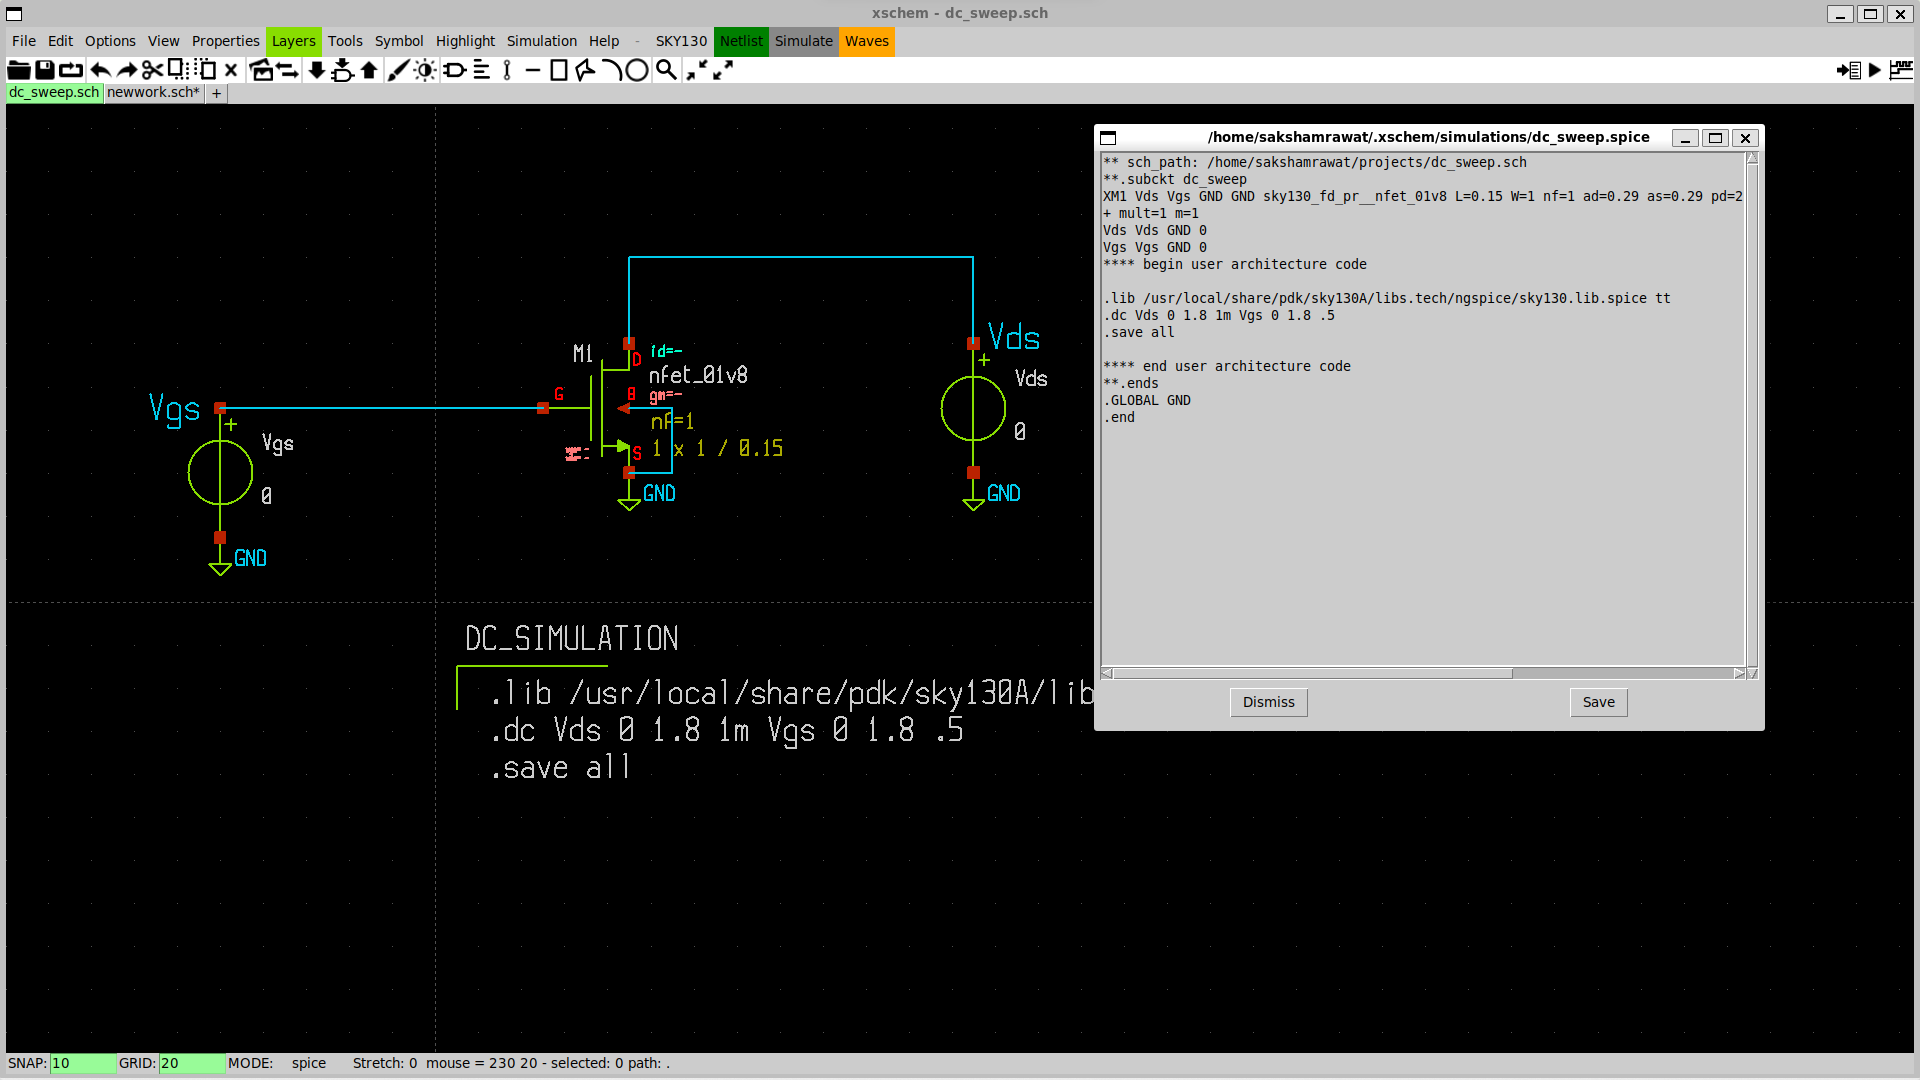 xschem - dc_sweep.sch
File Edit Options View Properties Layers Tools Symbol Highlight Simulation Help - SKY130 Netlist Simulate Waves
dc_sweep.sch newwork.sch* +
/home/sakshamrawat/.xschem/simulations/dc_sweep.spice
** sch_path: /home/sakshamrawat/projects/dc_sweep.sch
**.subckt dc_sweep
XM1 Vds Vgs GND GND sky130_fd_pr__nfet_01v8 L=0.15 W=1 nf=1 ad=0.29 as=0.29 pd=2
+ mult=1 m=1
Vds Vds GND 0
Vgs Vgs GND 0
**** begin user architecture code
.lib /usr/local/share/pdk/sky130A/libs.tech/ngspice/sky130.lib.spice tt
.dc Vds 0 1.8 1m Vgs 0 1.8 .5
.save all
**** end user architecture code
**.ends
.GLOBAL GND
.end
Dismiss Save
Vgs
+
Vgs
0
GND
M1
G
D
B
S
id=-
nfet_01v8
gm=-
nf=1
1 x 1 / 0.15
GND
Vds
+
Vds
0
GND
DC_SIMULATION
.lib /usr/local/share/pdk/sky130A/lib
.dc Vds 0 1.8 1m Vgs 0 1.8 .5
.save all
SNAP: 10 GRID: 20 MODE: spice Stretch: 0 mouse = 230 20 - selected: 0 path: .